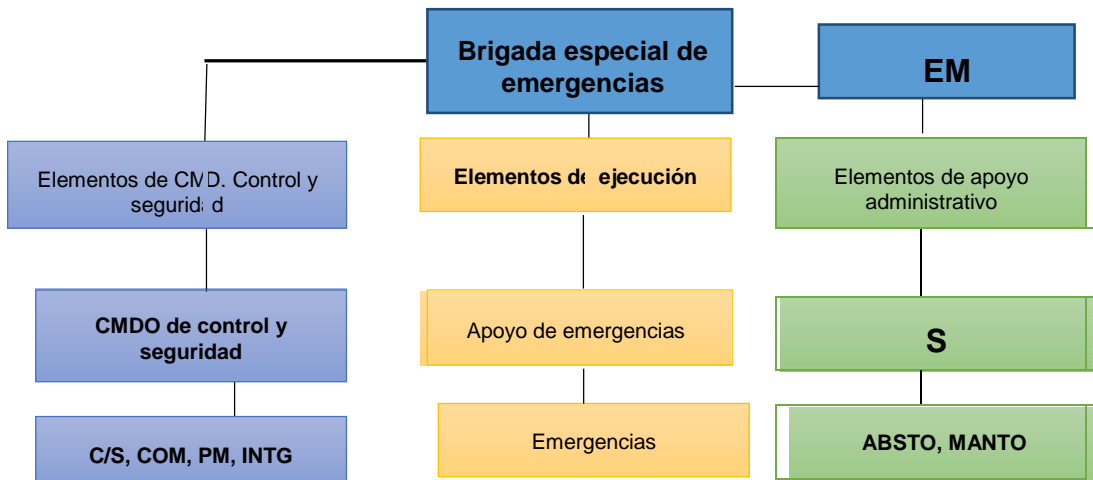 Brigada especial de
emergencias
EM
Elementos de CMD. Control y
seguridad
Elementos de ejecución
Elementos de apoyo
administrativo
CMDO de control y
seguridad
Apoyo de emergencias
S
C/S, COM, PM, INTG
Emergencias
ABSTO, MANTO